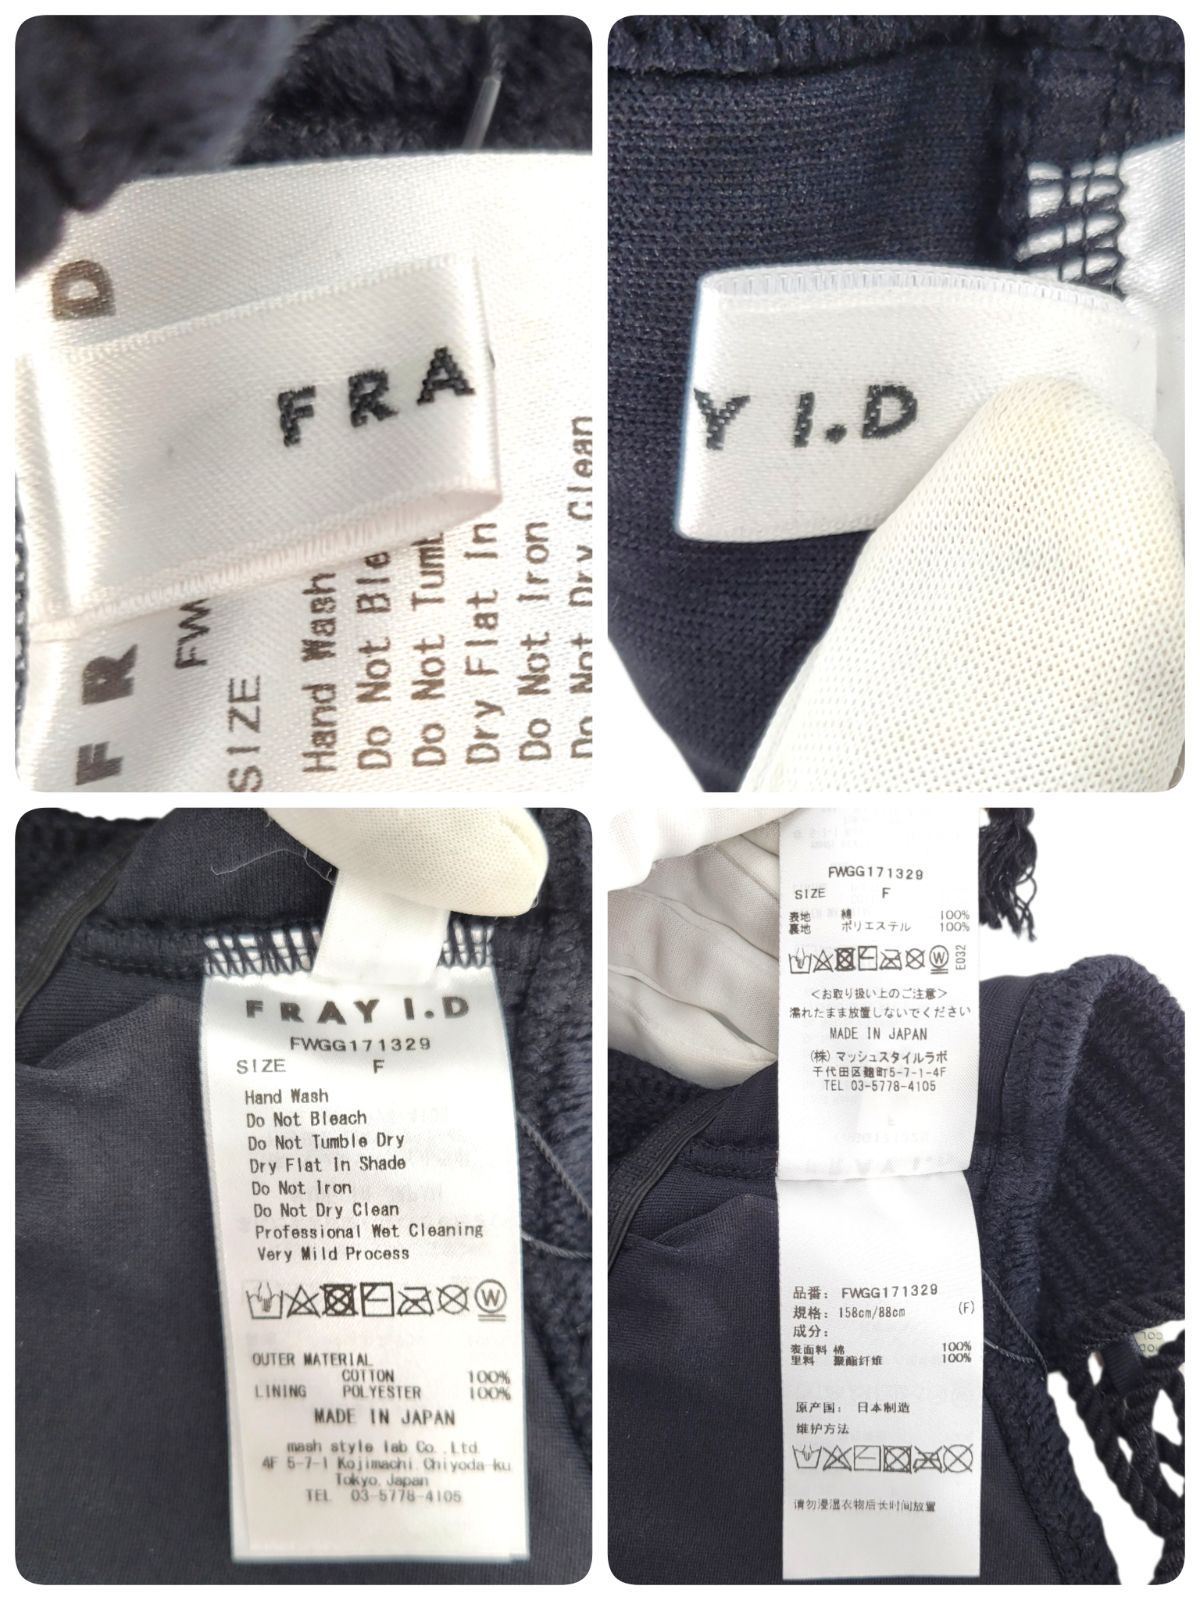 FRA
D
FR
FW
SIZE
Hand Wash
Do Not Ble
Do Not Tum
Dry Flat In
Do Not Iron
Do Not Dry Clean
Y I.D
FRAY I.D
FWGG171329
SIZE F
Hand Wash
Do Not Bleach
Do Not Tumble Dry
Dry Flat In Shade
Do Not Iron
Do Not Dry Clean
Professional Wet Cleaning
Very Mild Process
W
OUTER MATERIAL
COTTON 100%
LINING POLYESTER 100%
MADE IN JAPAN
mash style lab Co.,Ltd.
4F 5-7-1 Kojimachi.Chiyoda-ku.
Tokyo.Japan
TEL 03-5778-4105
FWGG171329
SIZE F
表地 綿 100%
裏地 ポリエステル 100%
W E032
<お取り扱い上のご注意>
濡れたまま放置しないでください
MADE IN JAPAN
(株) マッシュスタイルラボ
千代田区麹町5-7-1-4F
TEL 03-5778-4105
品番: FWGG171329
規格: 158cm/88cm (F)
成分:
表面料 棉 100%
里料 聚酯纤维 100%
原产国: 日本制造
维护方法
请勿浸湿衣物后长时间放置